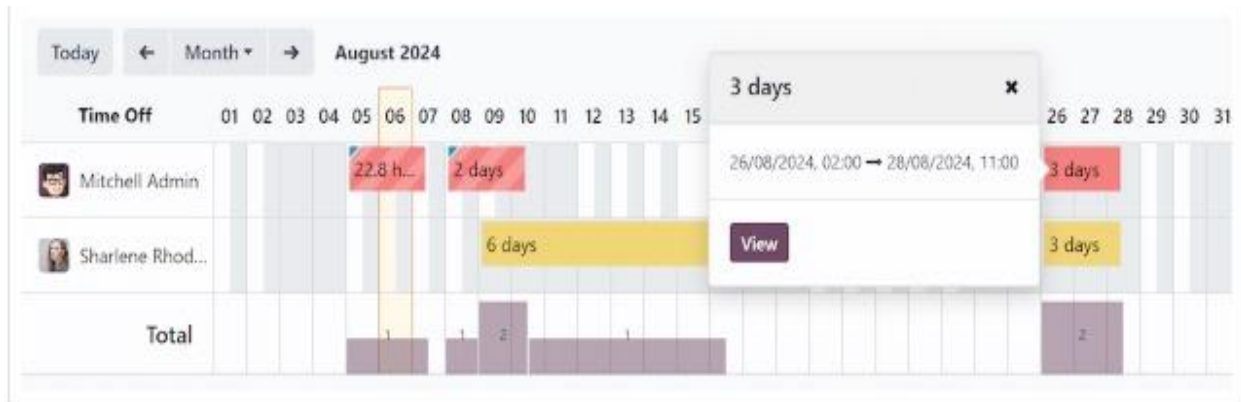 Today ← Month ▾ → August 2024
3 days ✖
Time Off 01 02 03 04 05 06 07 08 09 10 11 12 13 14 15 26 27 28 29 30 31
26/08/2024, 02:00 → 28/08/2024, 11:00
Mitchell Admin 22.8 h... 2 days 3 days
View
Sharlene Rhod... 6 days 3 days
Total 1 1 2 1 2